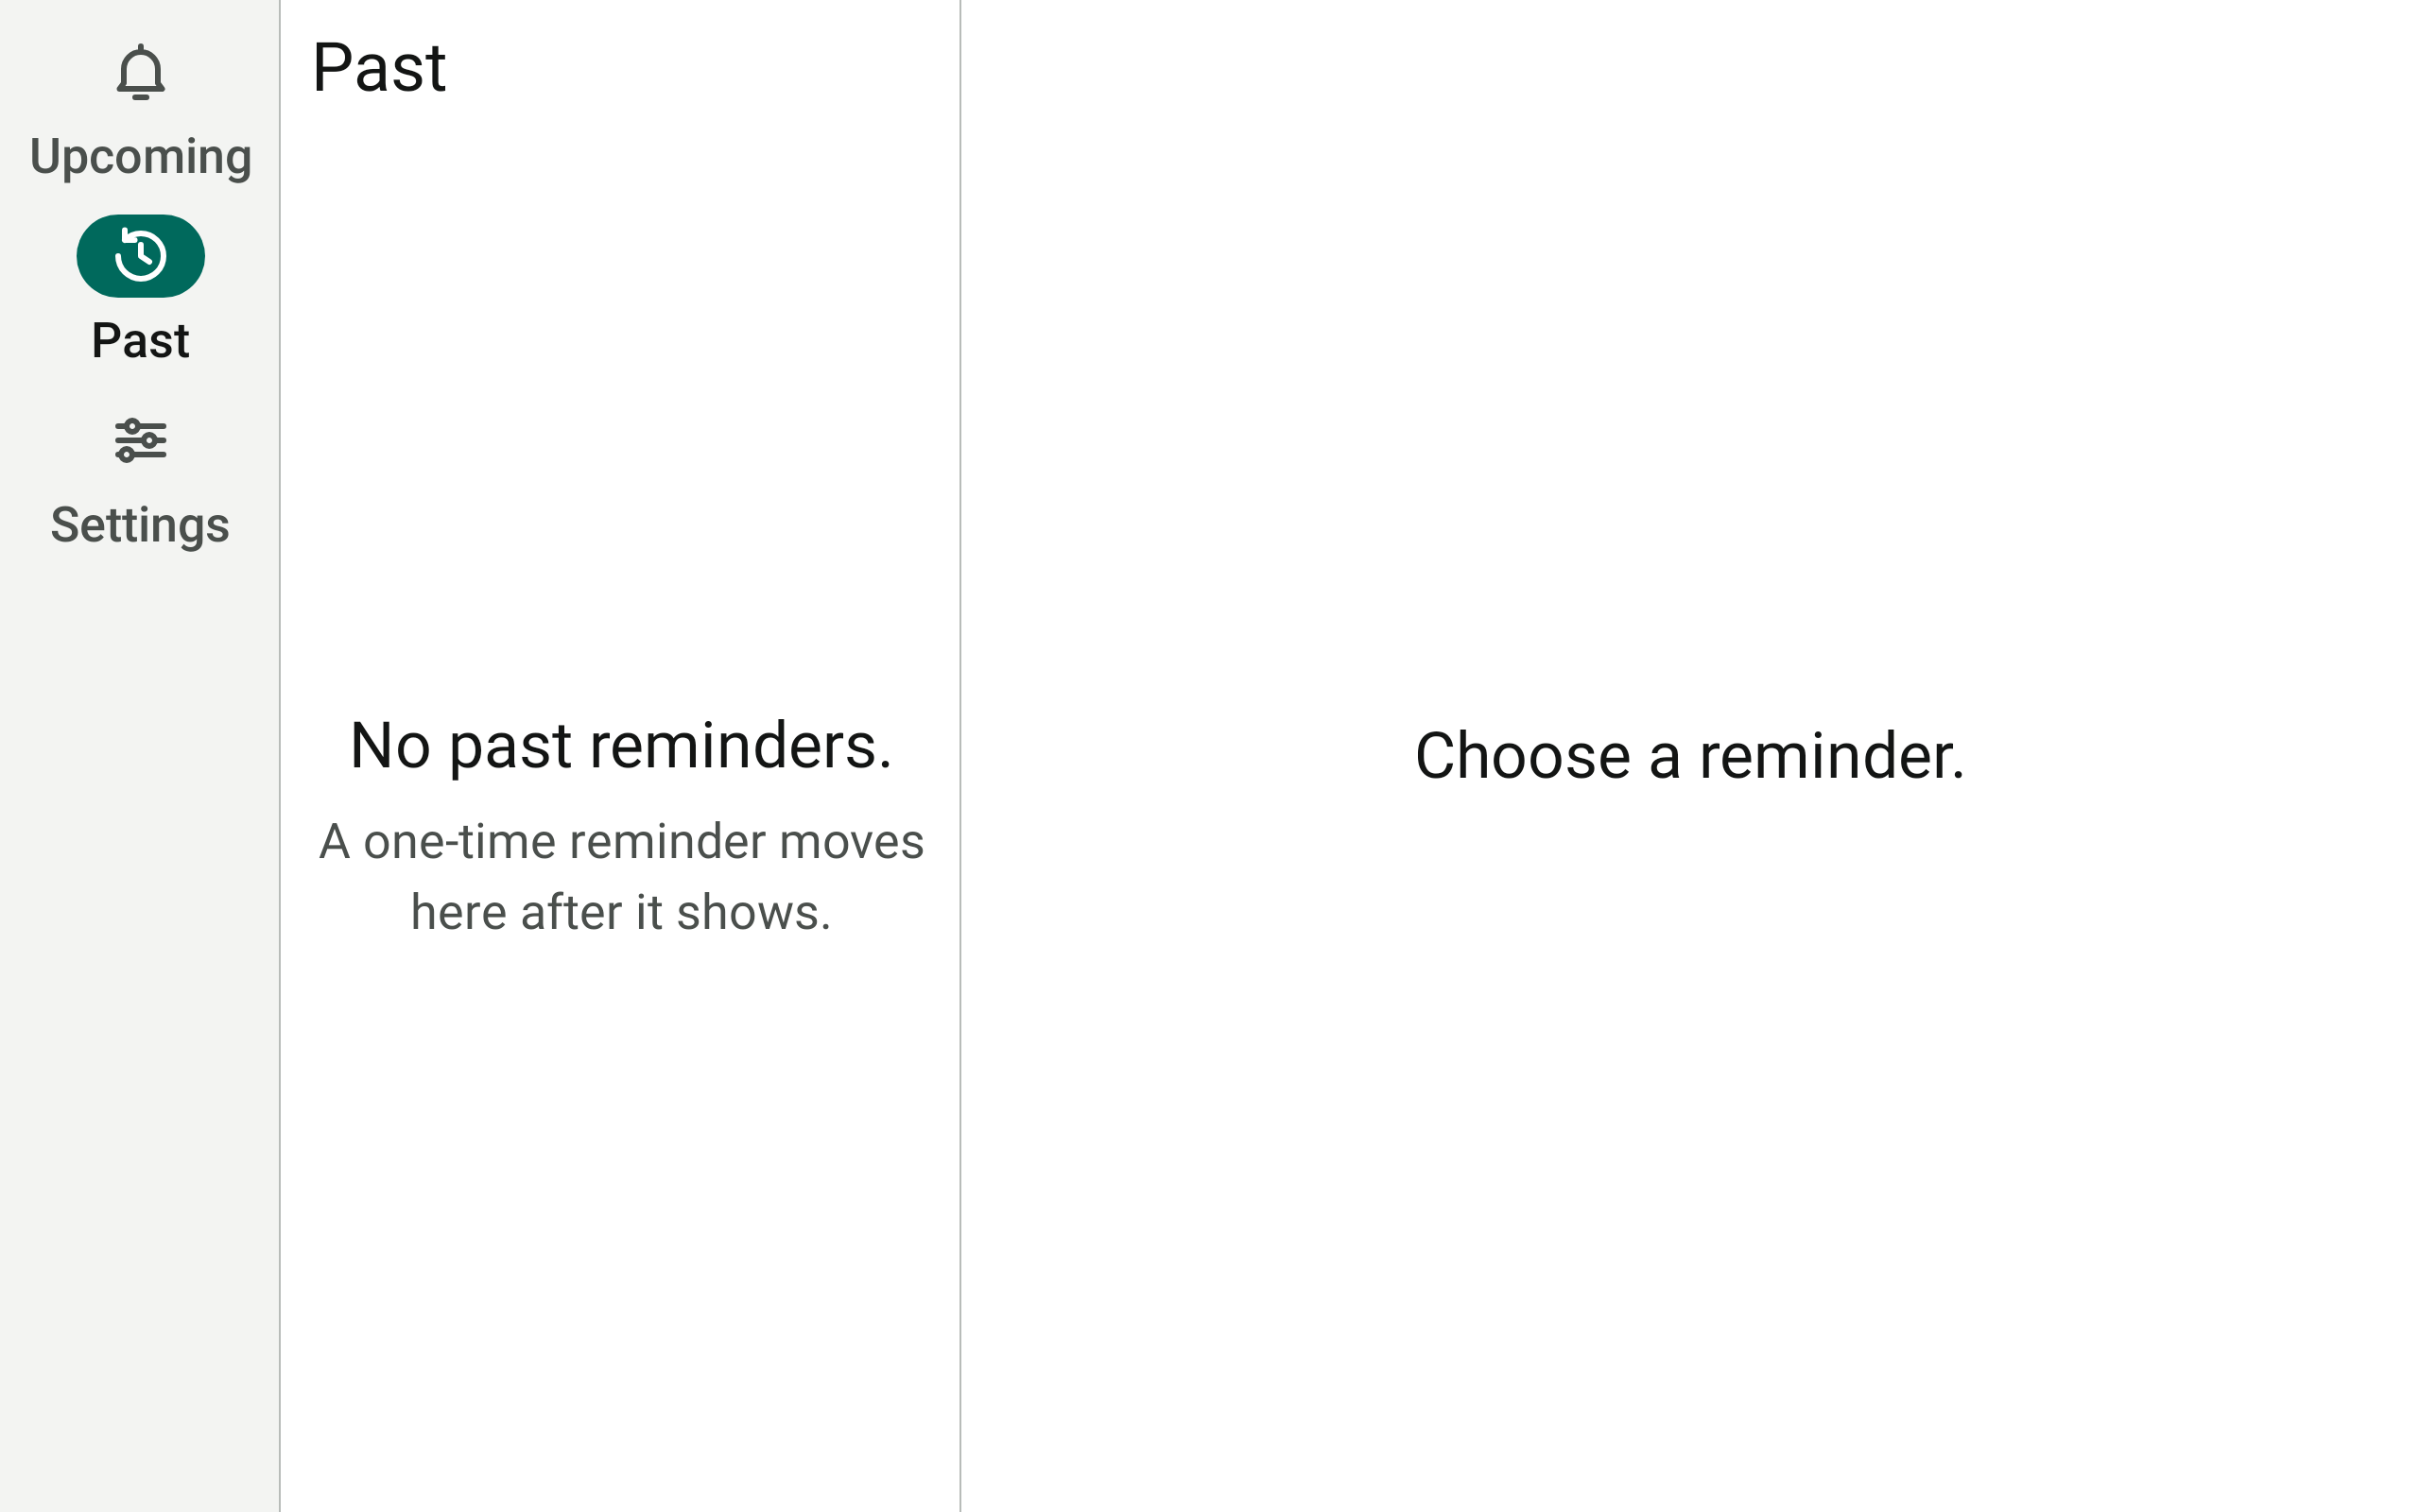 Upcoming
Past
Settings
Past
No past reminders.
A one-time reminder moves
here after it shows.
Choose a reminder.